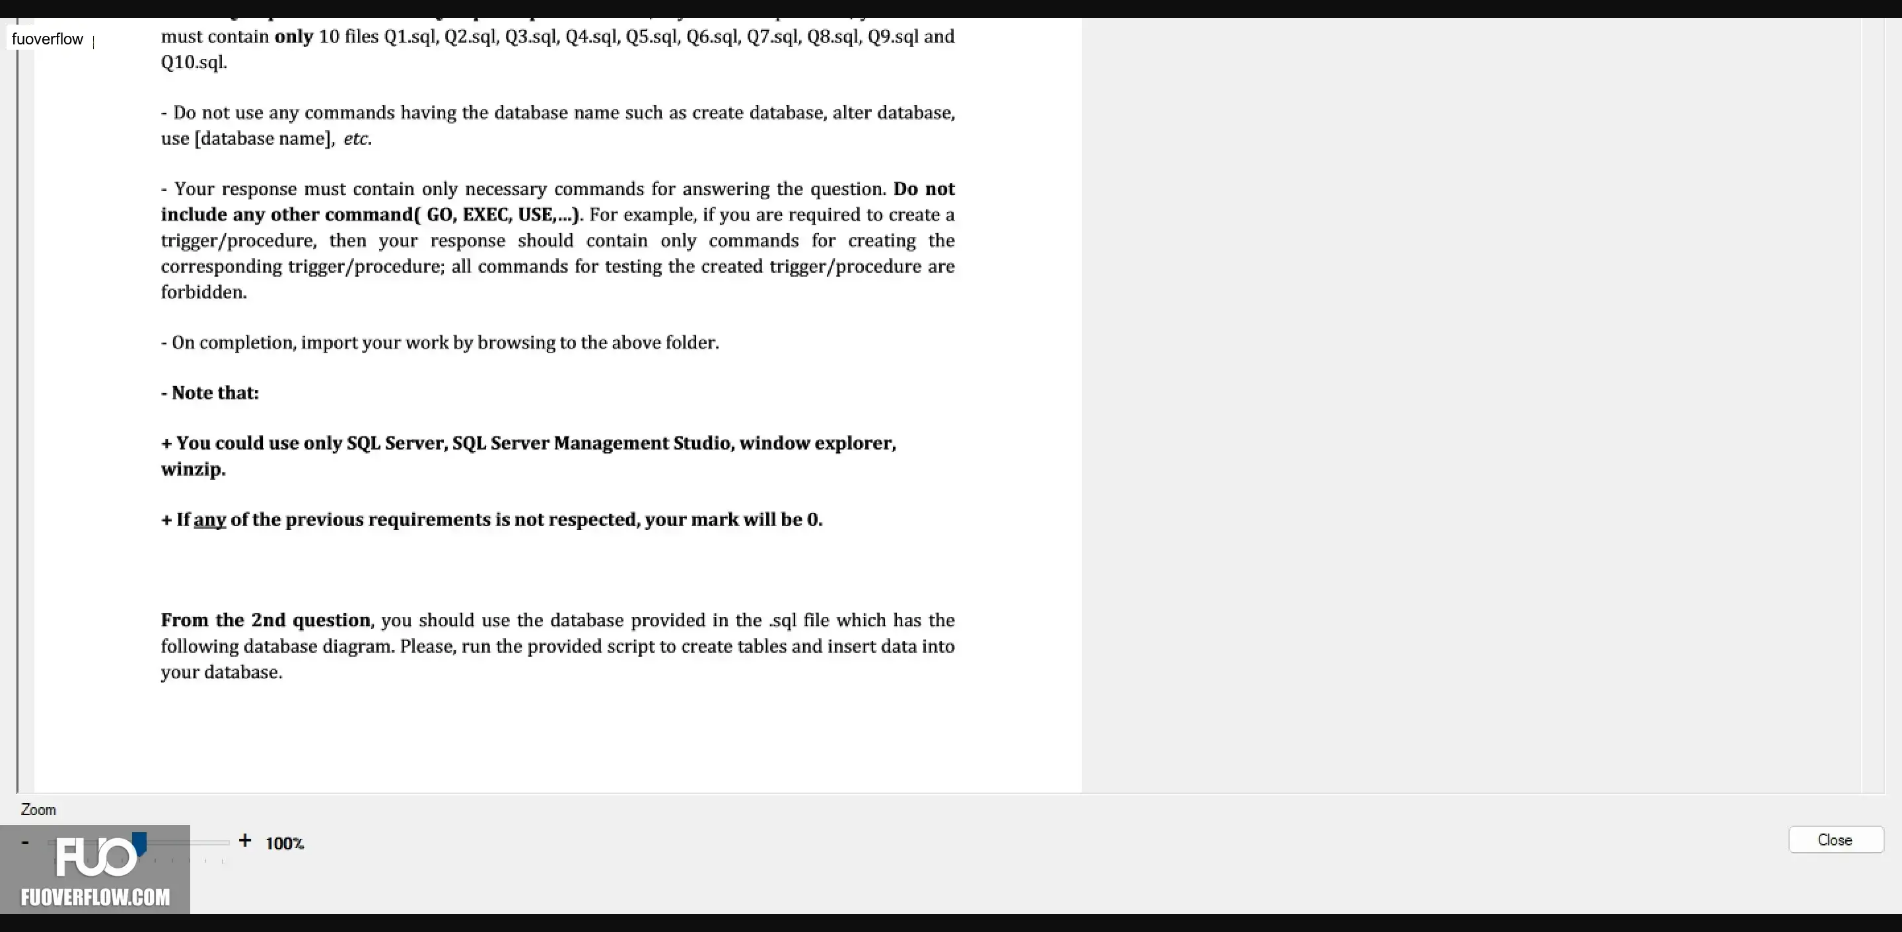 fuoverflow
must contain only 10 files Q1.sql, Q2.sql, Q3.sql, Q4.sql, Q5.sql, Q6.sql, Q7.sql, Q8.sql, Q9.sql and
Q10.sql.
- Do not use any commands having the database name such as create database, alter database,
use [database name], etc.
- Your response must contain only necessary commands for answering the question. Do not
include any other command( GO, EXEC, USE,...). For example, if you are required to create a
trigger/procedure, then your response should contain only commands for creating the
corresponding trigger/procedure; all commands for testing the created trigger/procedure are
forbidden.
- On completion, import your work by browsing to the above folder.
- Note that:
+ You could use only SQL Server, SQL Server Management Studio, window explorer,
winzip.
+ If any of the previous requirements is not respected, your mark will be 0.
From the 2nd question, you should use the database provided in the .sql file which has the
following database diagram. Please, run the provided script to create tables and insert data into
your database.
Zoom
- + 100%
Close
FUO
FUOVERFLOW.COM